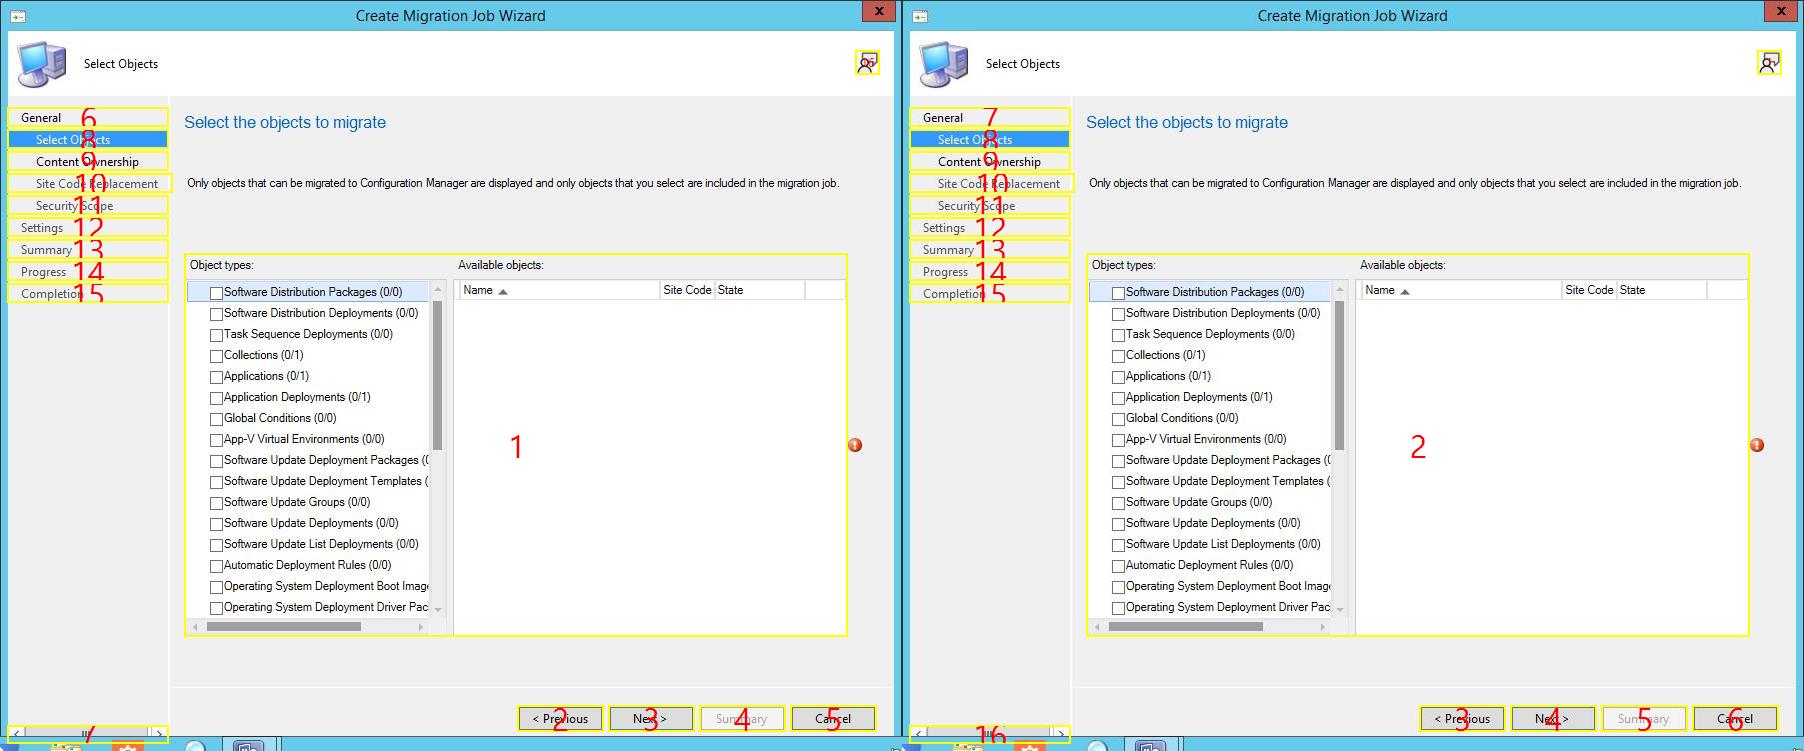 Create Migration Job Wizard
x
Select Objects
General 6
Select Objects 8
Content Ownership 9
Site Code Replacement 10
Security Scope 11
Settings 12
Summary 13
Progress 14
Completion 15
7
Select the objects to migrate
Only objects that can be migrated to Configuration Manager are displayed and only objects that you select are included in the migration job.
Object types:
Available objects:
Name Site Code State
Software Distribution Packages (0/0)
Software Distribution Deployments (0/0)
Task Sequence Deployments (0/0)
Collections (0/1)
Applications (0/1)
Application Deployments (0/1)
Global Conditions (0/0)
App-V Virtual Environments (0/0)
Software Update Deployment Packages (
Software Update Deployment Templates (
Software Update Groups (0/0)
Software Update Deployments (0/0)
Software Update List Deployments (0/0)
Automatic Deployment Rules (0/0)
Operating System Deployment Boot Image
Operating System Deployment Driver Pac
1
< Previous 2
Next > 3
Summary 4
Cancel 5
Create Migration Job Wizard
x
Select Objects
General 7
Select Objects 8
Content Ownership 9
Site Code Replacement 10
Security Scope 11
Settings 12
Summary 13
Progress 14
Completion 15
16
Select the objects to migrate
Only objects that can be migrated to Configuration Manager are displayed and only objects that you select are included in the migration job.
Object types:
Available objects:
Name Site Code State
Software Distribution Packages (0/0)
Software Distribution Deployments (0/0)
Task Sequence Deployments (0/0)
Collections (0/1)
Applications (0/1)
Application Deployments (0/1)
Global Conditions (0/0)
App-V Virtual Environments (0/0)
Software Update Deployment Packages (
Software Update Deployment Templates (
Software Update Groups (0/0)
Software Update Deployments (0/0)
Software Update List Deployments (0/0)
Automatic Deployment Rules (0/0)
Operating System Deployment Boot Image
Operating System Deployment Driver Pac
2
< Previous 3
Next > 4
Summary 5
Cancel 6